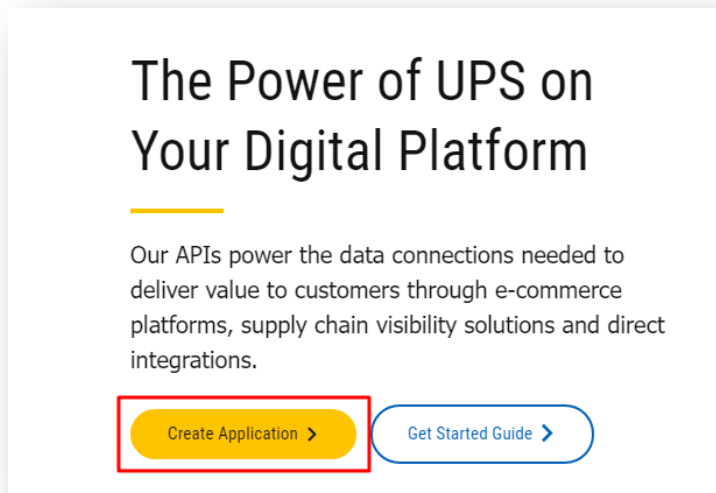 The Power of UPS on
Your Digital Platform
Our APIs power the data connections needed to
deliver value to customers through e-commerce
platforms, supply chain visibility solutions and direct
integrations.
Create Application
Get Started Guide